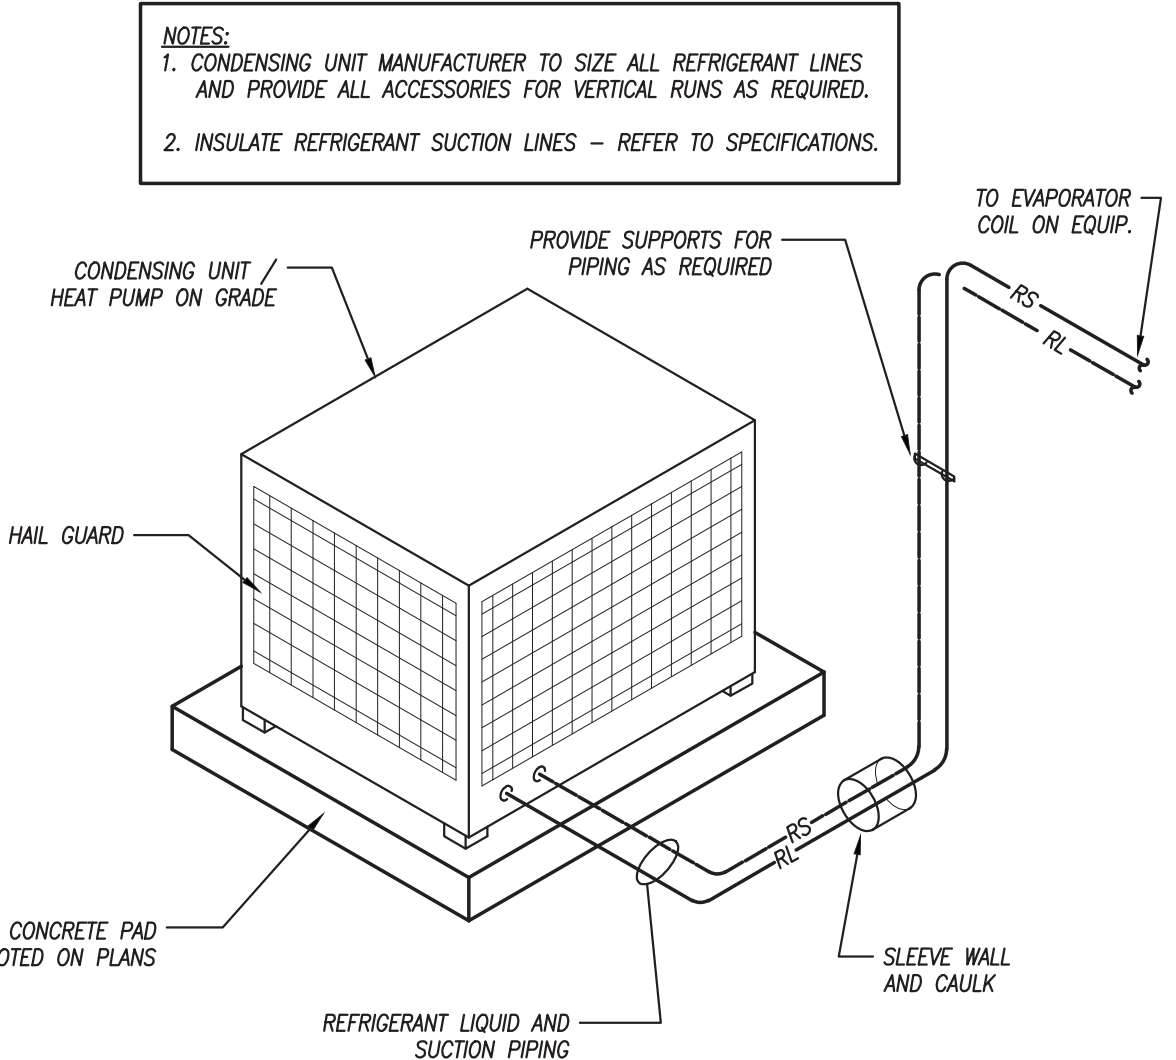 NOTES:
1. CONDENSING UNIT MANUFACTURER TO SIZE ALL REFRIGERANT LINES
AND PROVIDE ALL ACCESSORIES FOR VERTICAL RUNS AS REQUIRED.
2. INSULATE REFRIGERANT SUCTION LINES – REFER TO SPECIFICATIONS.
TO EVAPORATOR
COIL ON EQUIP.
PROVIDE SUPPORTS FOR
PIPING AS REQUIRED
CONDENSING UNIT /
HEAT PUMP ON GRADE
RS
RL
HAIL GUARD
RS
RL
CONCRETE PAD
ON PLANS
SLEEVE WALL
AND CAULK
REFRIGERANT LIQUID AND
SUCTION PIPING